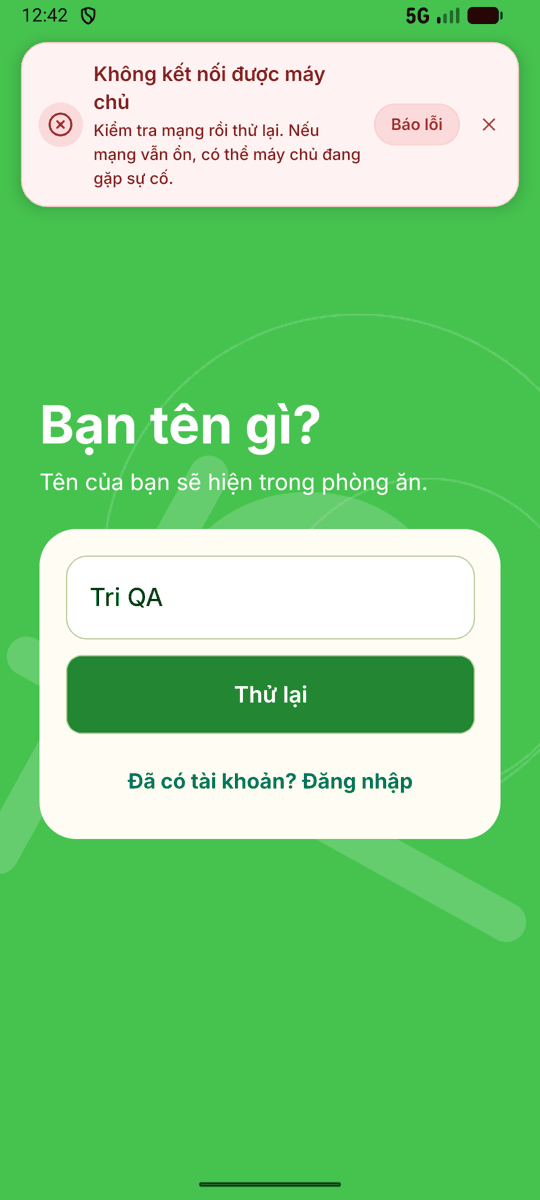 12:42
5G
Không kết nối được máy
chủ
Kiểm tra mạng rồi thử lại. Nếu
mạng vẫn ổn, có thể máy chủ đang
gặp sự cố.
Báo lỗi
Bạn tên gì?
Tên của bạn sẽ hiện trong phòng ăn.
Tri QA
Thử lại
Đã có tài khoản? Đăng nhập